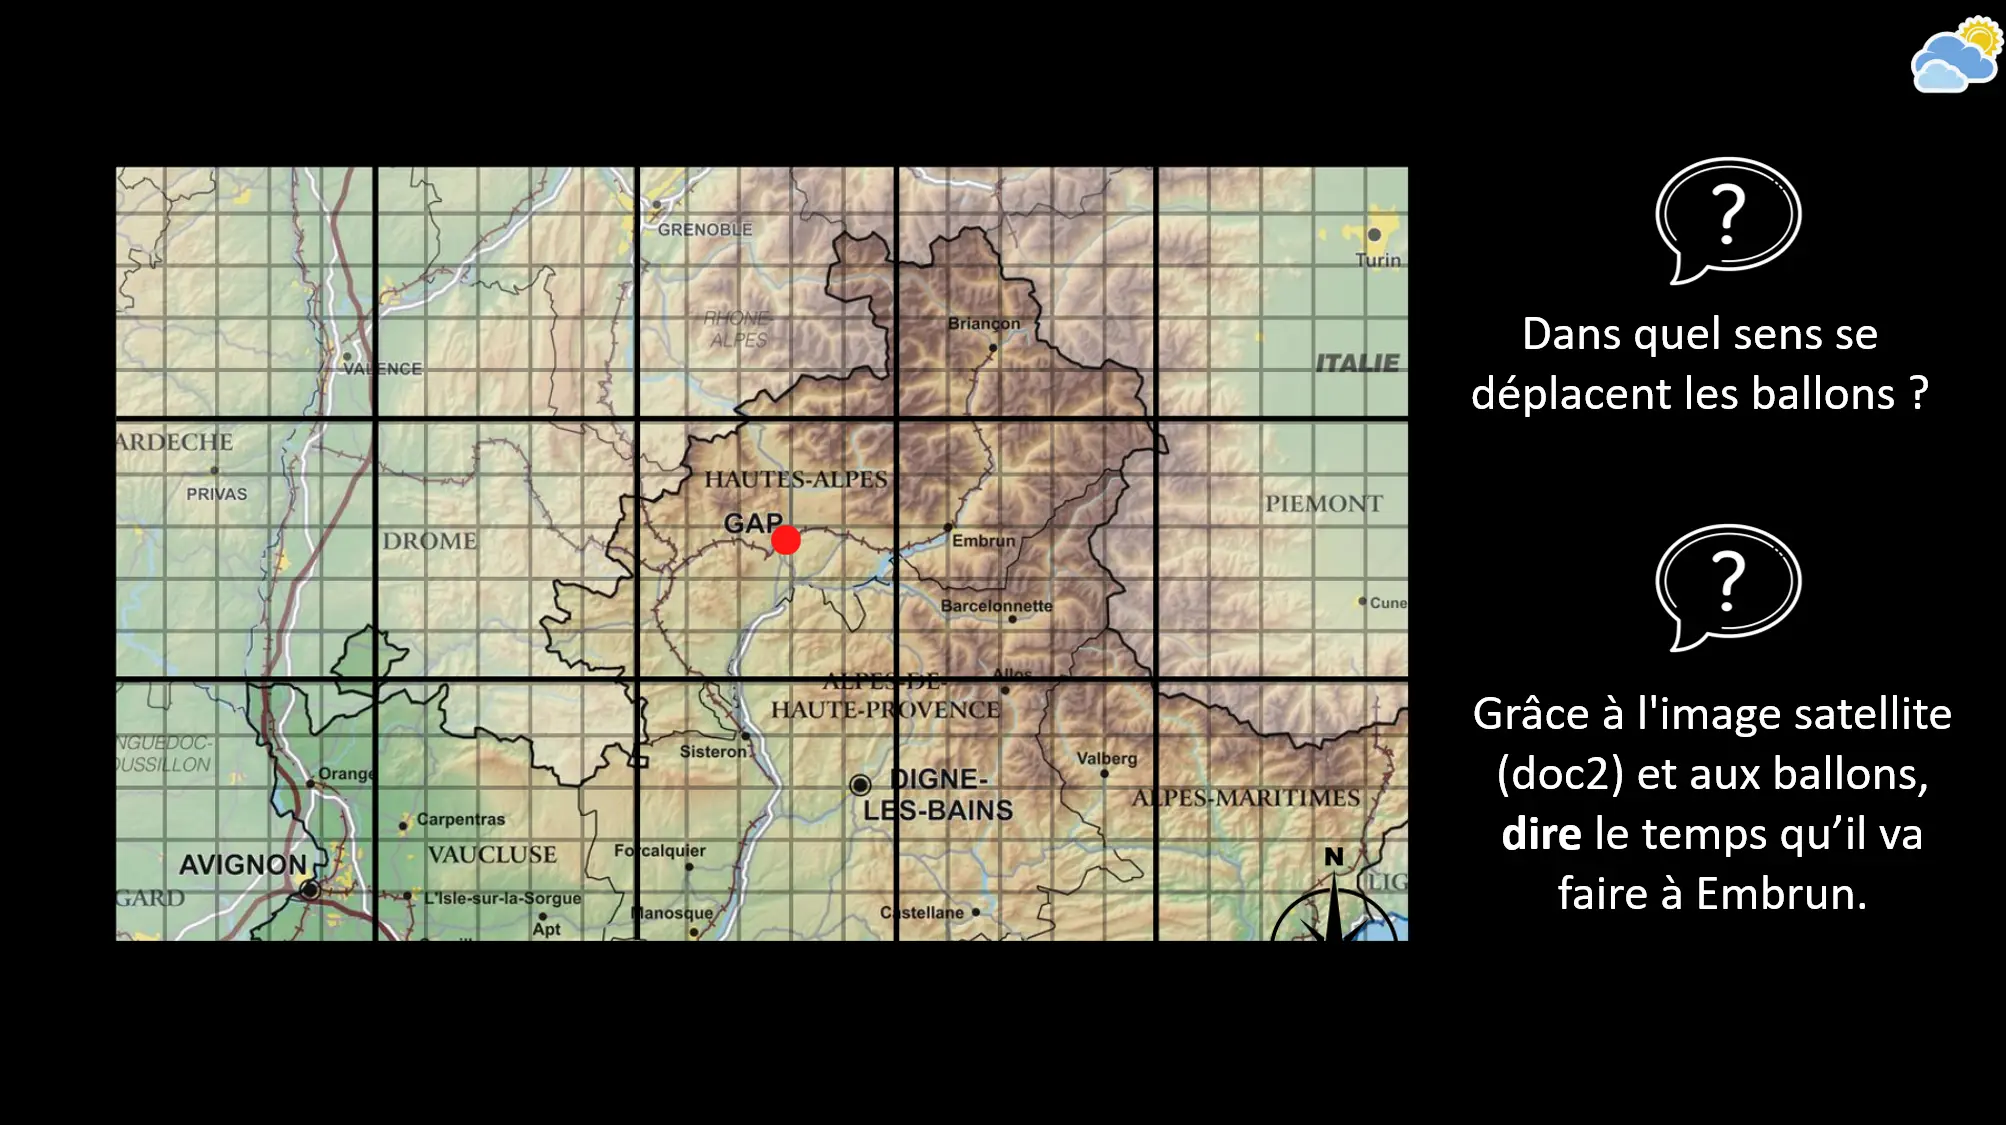 GRENOBLE
Turin
RHONE-
ALPES
Briançon
ITALIE
VALENCE
ARDECHE
PRIVAS
DROME
HAUTES-ALPES
GAP
Embrun
PIEMONT
Barcelonnette
Cune
Allos
ALPES-DE-
HAUTE-PROVENCE
NGUEDOC-
OUSSILLON
Orange
Sisteron
Valberg
DIGNE-
LES-BAINS
ALPES-MARITIMES
Carpentras
VAUCLUSE
Forcalquier
AVIGNON
N
GARD
L'Isle-sur-la-Sorgue
Manosque
Castellane
LIG
Apt
?
Dans quel sens se
déplacent les ballons ?
?
Grâce à l'image satellite
(doc2) et aux ballons,
dire le temps qu’il va
faire à Embrun.